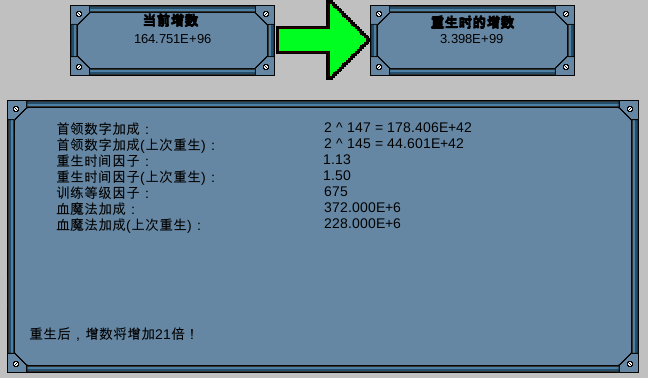 当前增数
164.751E+96
重生时的增数
3.398E+99
首领数字加成：
2 ^ 147 = 178.406E+42
首领数字加成(上次重生)：
2 ^ 145 = 44.601E+42
重生时间因子：
1.13
重生时间因子(上次重生)：
1.50
训练等级因子：
675
血魔法加成：
372.000E+6
血魔法加成(上次重生)：
228.000E+6
重生后，增数将增加21倍！